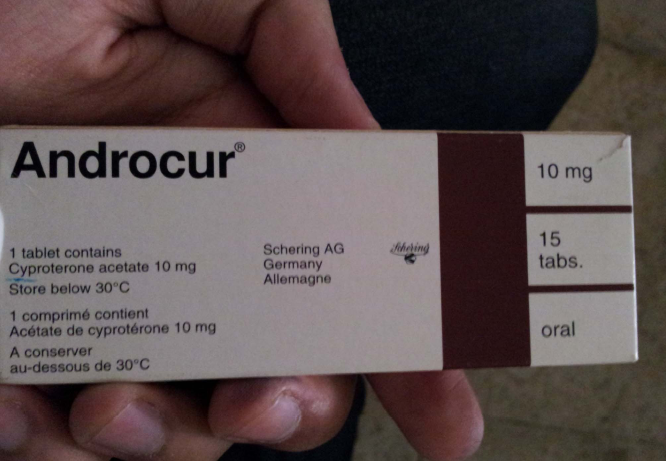 Androcur®
1 tablet contains
Cyproterone acetate 10 mg
Store below 30°C
1 comprimé contient
Acétate de cyprotérone 10 mg
A conserver
au-dessous de 30°C
Schering AG
Germany
Allemagne
Schering
10 mg
15
tabs.
oral